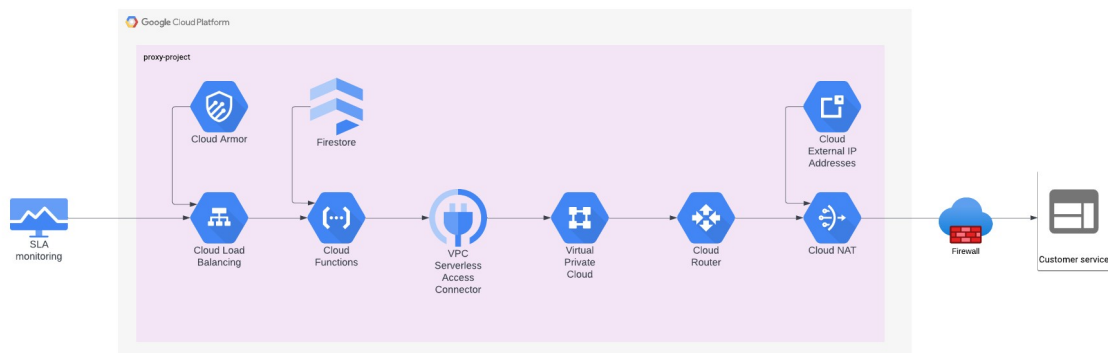 Google Cloud Platform
proxy-project
Cloud Armor
Firestore
Cloud
External IP
Addresses
SLA
monitoring
Cloud Load
Balancing
Cloud
Functions
VPC
Serverless
Access
Connector
Virtual
Private
Cloud
Cloud
Router
Cloud NAT
Firewall
Customer service